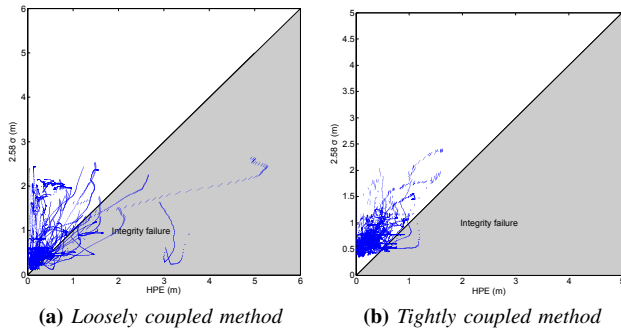 6
5
4
3
2
1
0
0 1 2 3 4 5 6
2.58 σ (m)
HPE (m)
Integrity failure
(a) Loosely coupled method
5
4.5
4
3.5
3
2.5
2
1.5
1
0.5
0
0 1 2 3 4 5
2.58 σ (m)
HPE (m)
Integrity failure
(b) Tightly coupled method